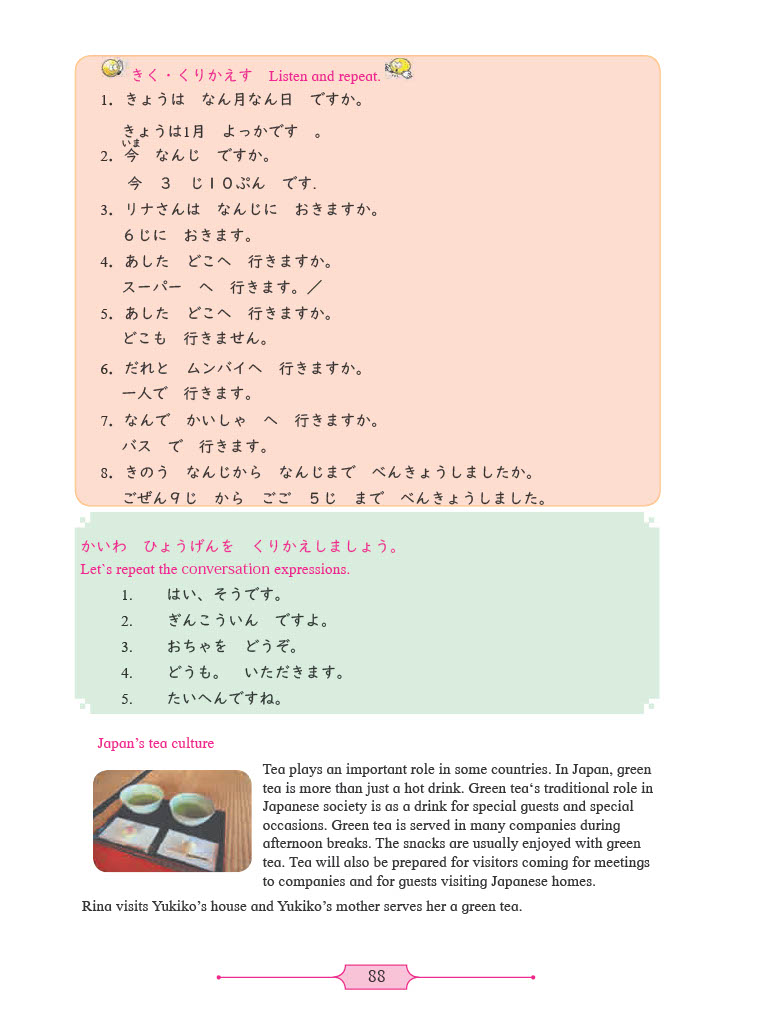 きく・くりかえす　Listen and repeat.
1. きょうは　なん月なん日　ですか。
きょうは1月　よっかです　。
いま
2. 今　なんじ　ですか。
今　３　じ１０ぷん　です.
3. リナさんは　なんじに　おきますか。
６じに　おきます。
4. あした　どこへ　行きますか。
スーパー　へ　行きます。／
5. あした　どこへ　行きますか。
どこも　行きません。
6. だれと　ムンバイへ　行きますか。
一人で　行きます。
7. なんで　かいしゃ　へ　行きますか。
バス　で　行きます。
8. きのう　なんじから　なんじまで　べんきょうしましたか。
ごぜん９じ　から　ごご　５じ　まで　べんきょうしました。
かいわ　ひょうげんを　くりかえしましょう。
Let`s repeat the conversation expressions.
1. はい、そうです。
2. ぎんこういん　ですよ。
3. おちゃを　どうぞ。
4. どうも。　いただきます。
5. たいへんですね。
Japan's tea culture
Tea plays an important role in some countries. In Japan, green
tea is more than just a hot drink. Green tea‘s traditional role in
Japanese society is as a drink for special guests and special
occasions. Green tea is served in many companies during
afternoon breaks. The snacks are usually enjoyed with green
tea. Tea will also be prepared for visitors coming for meetings
to companies and for guests visiting Japanese homes.
Rina visits Yukiko’s house and Yukiko’s mother serves her a green tea.
88